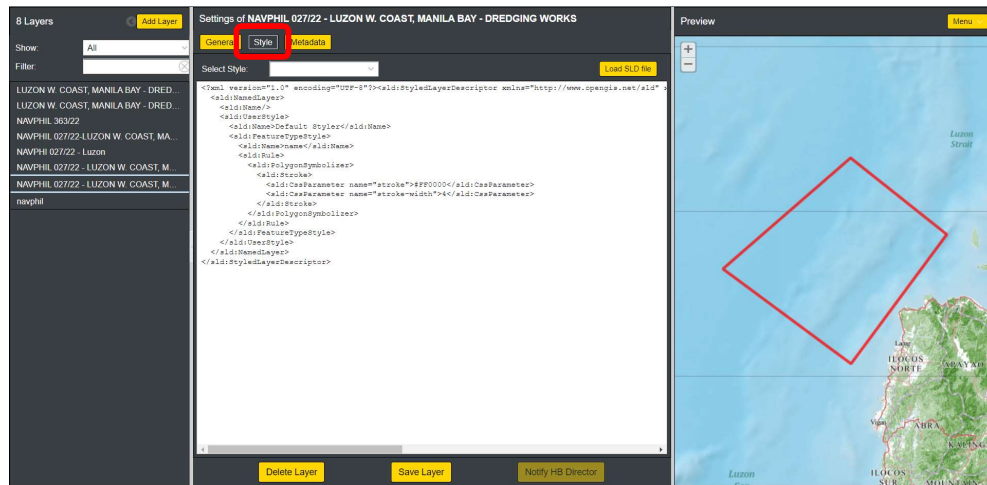 8 Layers
Add Layer
Show:
All
Filter:
LUZON W. COAST, MANILA BAY - DRED...
LUZON W. COAST, MANILA BAY - DRED...
NAVPHIL 363/22
NAVPHIL 027/22-LUZON W. COAST, MA...
NAVPHI 027/22 - Luzon
NAVPHIL 027/22 - LUZON W. COAST, M...
NAVPHIL 027/22 - LUZON W. COAST, M...
navphil
Settings of NAVPHIL 027/22 - LUZON W. COAST, MANILA BAY - DREDGING WORKS
General
Style
Metadata
Select Style:
Load SLD file
<?xml version="1.0" encoding="UTF-8"?><sld:StyledLayerDescriptor xmlns="http://www.opengis.net/sld"
<sld:NamedLayer>
<sld:Name/>
<sld:UserStyle>
<sld:Name>Default Styler</sld:Name>
<sld:FeatureTypeStyle>
<sld:Name>name</sld:Name>
<sld:Rule>
<sld:PolygonSymbolizer>
<sld:Stroke>
<sld:CssParameter name="stroke">#FF0000</sld:CssParameter>
<sld:CssParameter name="stroke-width">4</sld:CssParameter>
</sld:Stroke>
</sld:PolygonSymbolizer>
</sld:Rule>
</sld:FeatureTypeStyle>
</sld:UserStyle>
</sld:NamedLayer>
</sld:StyledLayerDescriptor>
Delete Layer
Save Layer
Notify HB Director
Preview
Menu
+
−
Luzon
Strait
Laoag
ILOCOS
NORTE
APAYAO
Vigan
ABRA
KALINGA
Luzon
ILOCOS
SUR
MOUNTAIN